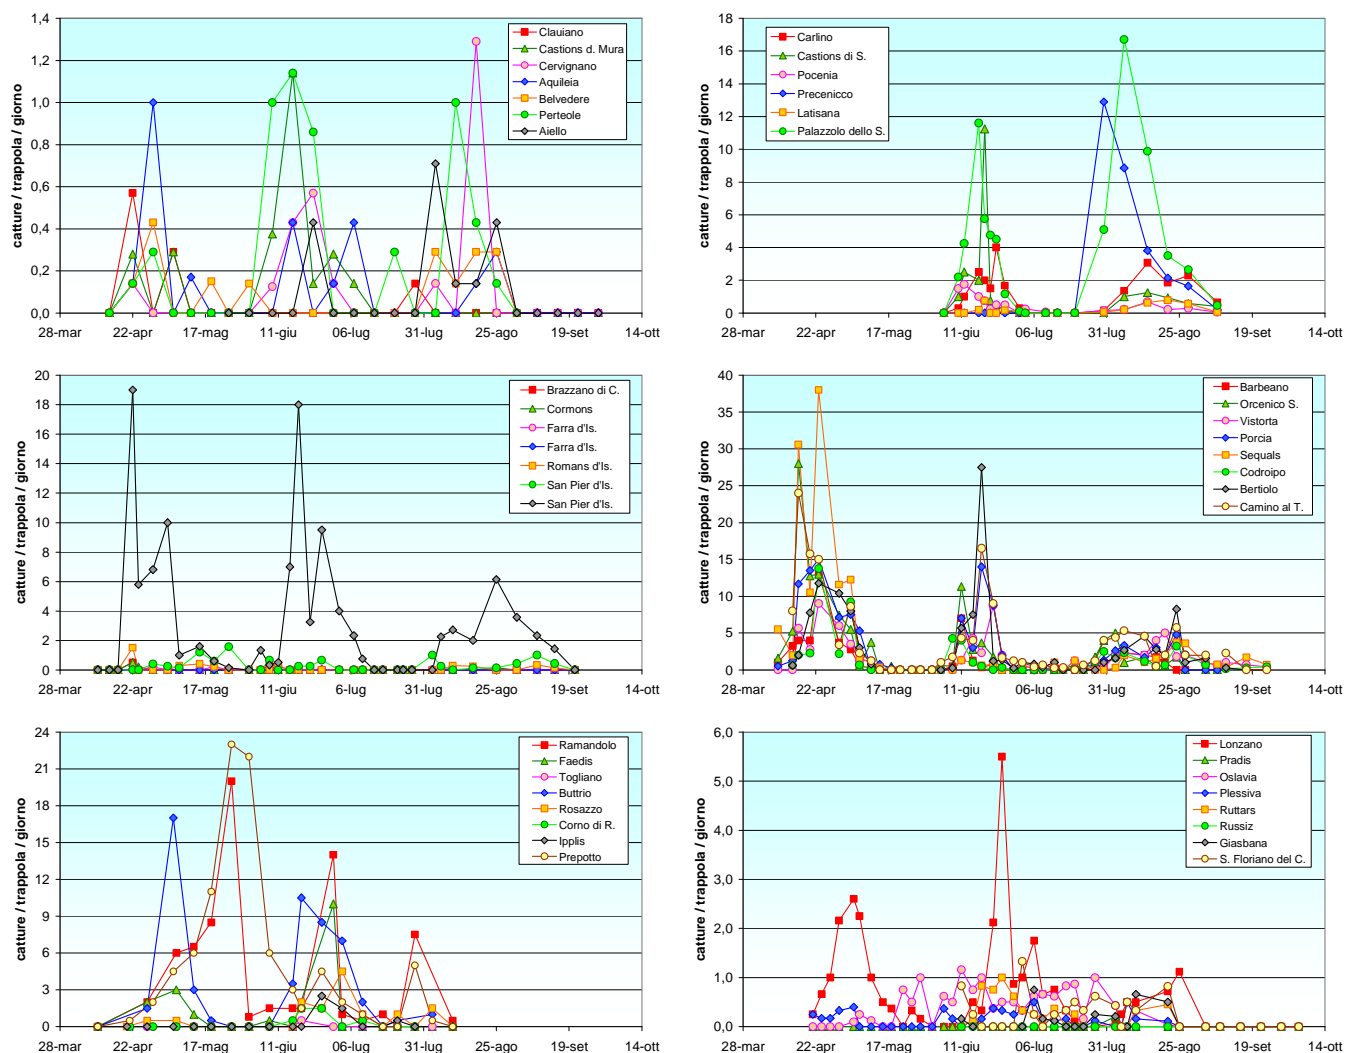 catture / trappola / giorno
1,4
1,2
1,0
0,8
0,6
0,4
0,2
0,0
28-mar 22-apr 17-mag 11-giu 06-lug 31-lug 25-ago 19-set 14-ott
Clauiano
Castions d. Mura
Cervignano
Aquileia
Belvedere
Perteole
Aiello
catture / trappola / giorno
18
16
14
12
10
8
6
4
2
0
28-mar 22-apr 17-mag 11-giu 06-lug 31-lug 25-ago 19-set 14-ott
Carlino
Castions di S.
Pocenia
Precenicco
Latisana
Palazzolo dello S.
catture / trappola / giorno
20
18
16
14
12
10
8
6
4
2
0
28-mar 22-apr 17-mag 11-giu 06-lug 31-lug 25-ago 19-set 14-ott
Brazzano di C.
Cormons
Farra d'Is.
Farra d'Is.
Romans d'Is.
San Pier d'Is.
San Pier d'Is.
catture / trappola / giorno
40
35
30
25
20
15
10
5
0
28-mar 22-apr 17-mag 11-giu 06-lug 31-lug 25-ago 19-set 14-ott
Barbeano
Orcenico S.
Vistorta
Porcia
Sequals
Codroipo
Bertiolo
Camino al T.
catture / trappola / giorno
24
21
18
15
12
9
6
3
0
28-mar 22-apr 17-mag 11-giu 06-lug 31-lug 25-ago 19-set 14-ott
Ramandolo
Faedis
Togliano
Buttrio
Rosazzo
Corno di R.
Ipplis
Prepotto
catture / trappola / giorno
6,0
5,0
4,0
3,0
2,0
1,0
0,0
28-mar 22-apr 17-mag 11-giu 06-lug 31-lug 25-ago 19-set 14-ott
Lonzano
Pradis
Oslavia
Plessiva
Ruttars
Russiz
Giasbana
S. Floriano del C.